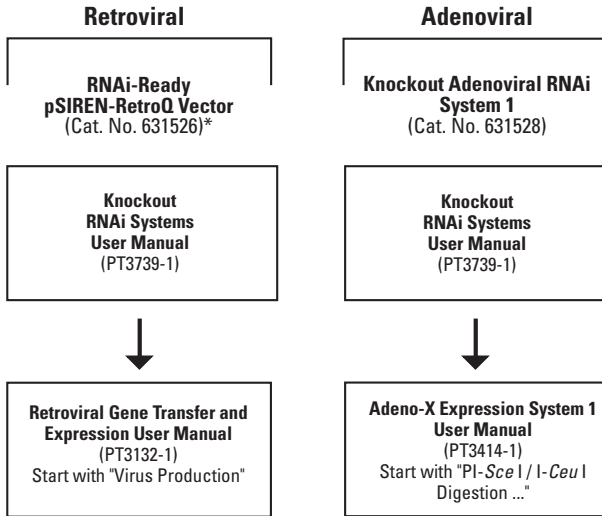 Retroviral
RNAi-Ready
pSIREN-RetroQ Vector
(Cat. No. 631526)*
Knockout
RNAi Systems
User Manual
(PT3739-1)
Retroviral Gene Transfer and
Expression User Manual
(PT3132-1)
Start with "Virus Production"
Adenoviral
Knockout Adenoviral RNAi
System 1
(Cat. No. 631528)
Knockout
RNAi Systems
User Manual
(PT3739-1)
Adeno-X Expression System 1
User Manual
(PT3414-1)
Start with "PI-Sce I / I-Ceu I
Digestion ..."